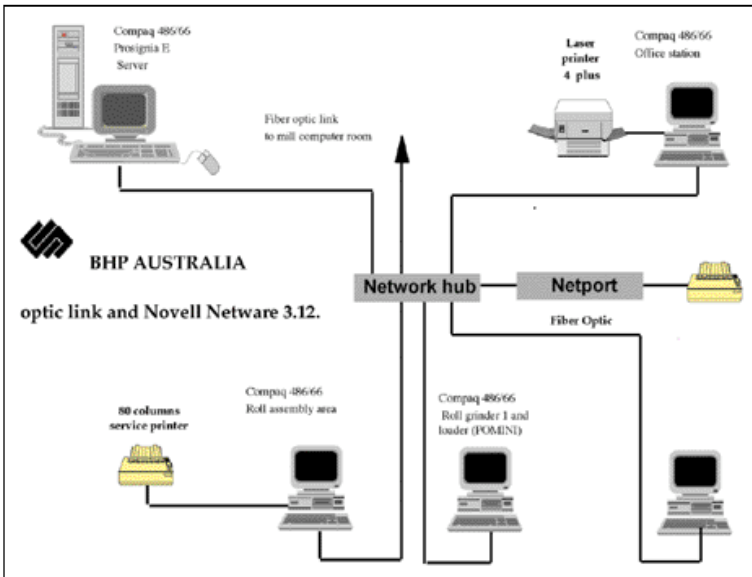 Compaq 486/66
Prosignia E
Server
Fiber optic link
to mill computer room
Laser
printer
4 plus
Compaq 486/66
Office station
BHP AUSTRALIA
optic link and Novell Netware 3.12.
Network hub
Netport
Fiber Optic
80 columns
service printer
Compaq 486/66
Roll assembly area
Compaq 486/66
Roll grinder 1 and
loader (POMINI)